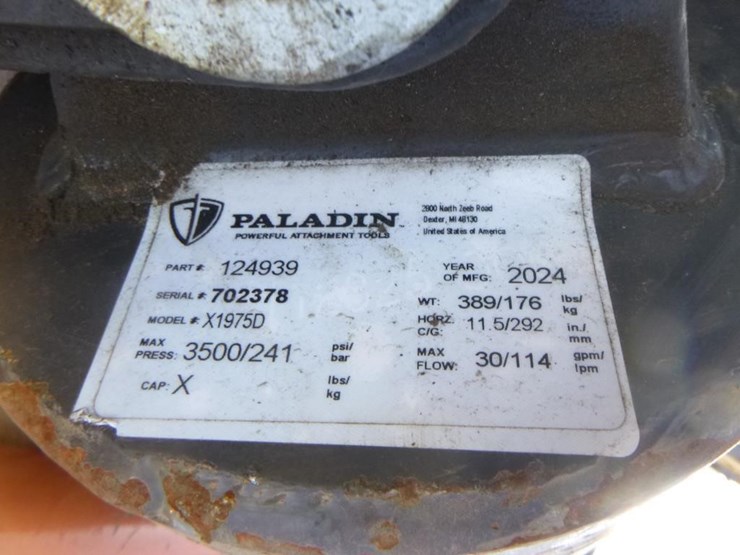 PALADIN
POWERFUL ATTACHMENT TOOLS
2800 North Zeeb Road
Dexter, MI 48130
United States of America
PART #: 124939
SERIAL #: 702378
MODEL #: X1975D
MAX PRESS: 3500/241 psi/bar
CAP: X lbs/kg
YEAR OF MFG: 2024
WT: 389/176 lbs/kg
HORZ. C/G: 11.5/292 in./mm
MAX FLOW: 30/114 gpm/lpm